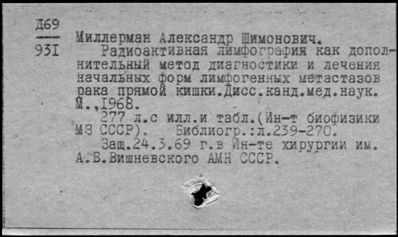 Д69
931
Миллерман Александр Шимонович.
Радиоактивная лимфография как допол-
нительный метод диагностики и лечения
начальных форм лимфогенных метастазов
рака прямой кишки.Дисс.канд.мед.наук.
М.,1968.
277 л.с илл.и табл.(Ин-т биофизики
МЗ СССР). Библиогр.:л.239-270.
Защ.24.3.69 г.в Ин-те хирургии им.
А.В.Вишневского АМН СССР.